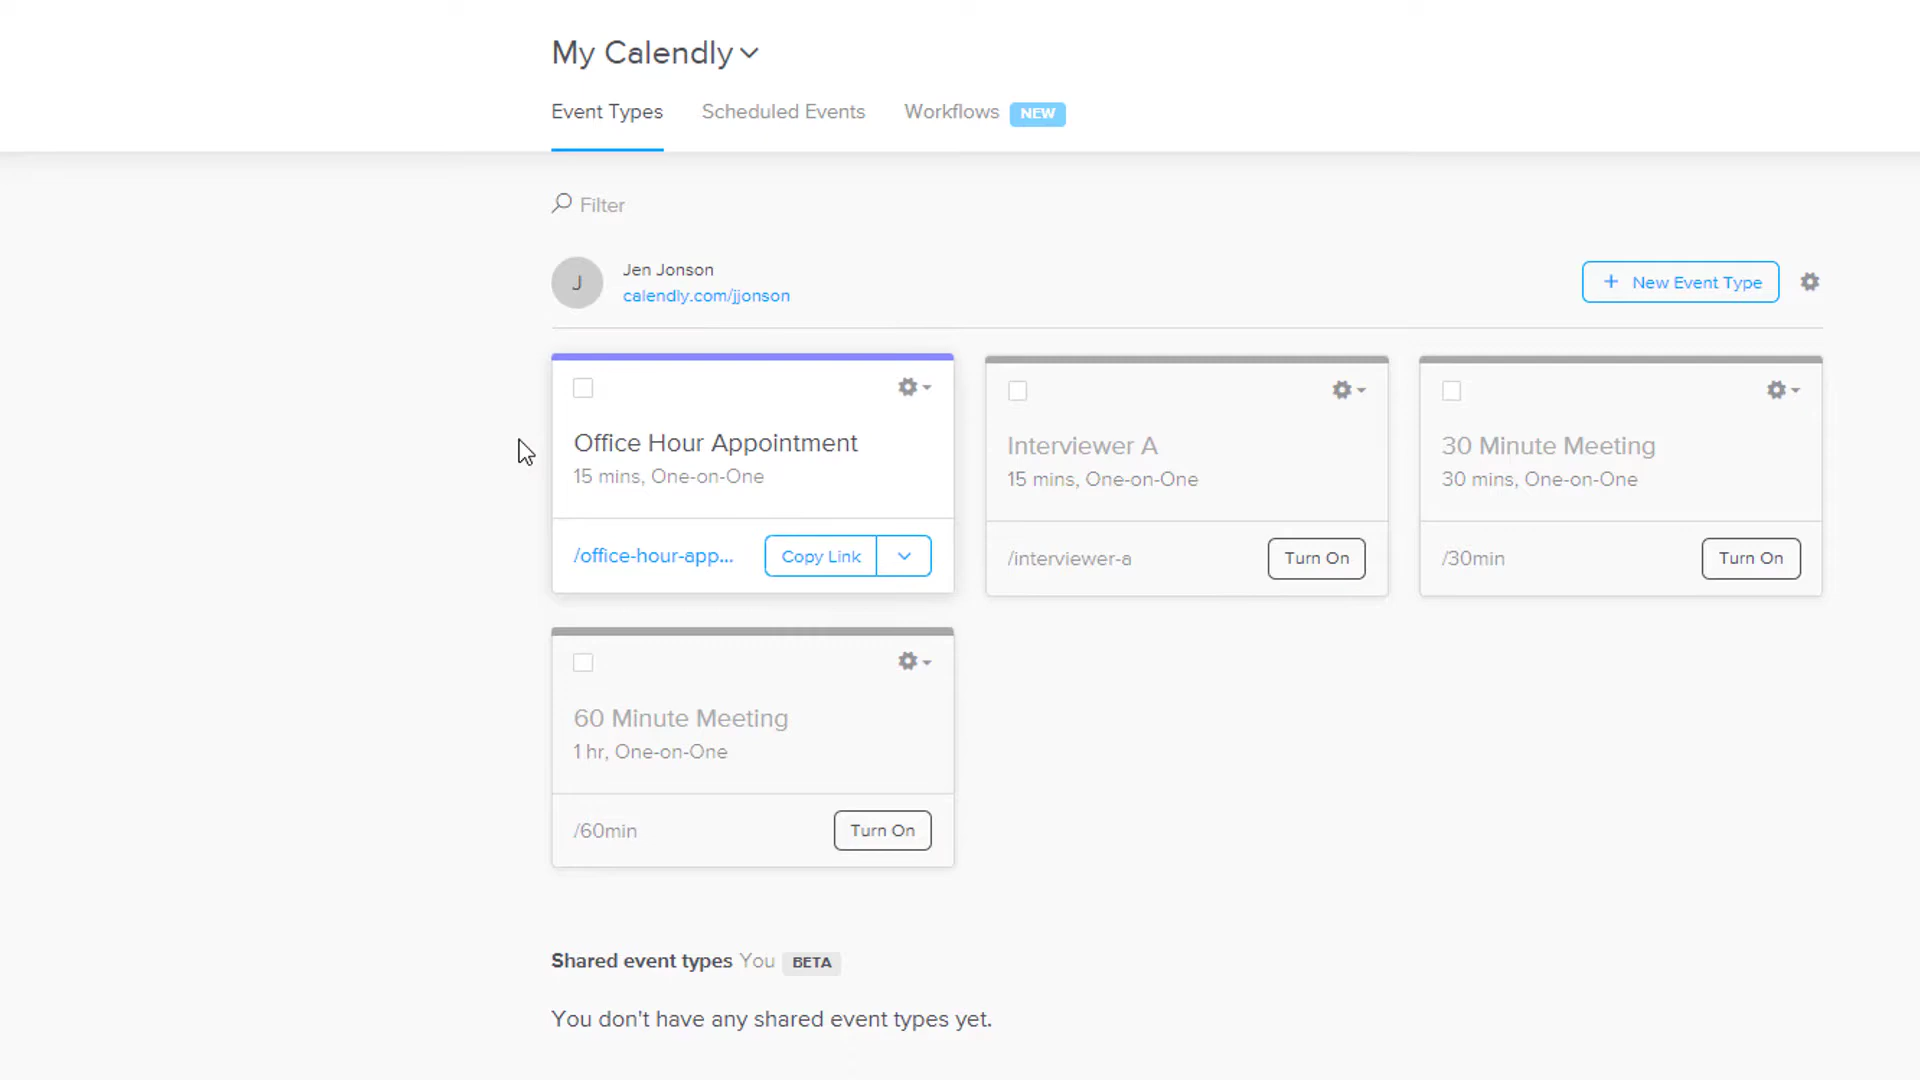 My Calendly
Event Types Scheduled Events Workflows NEW
Filter
J
Jen Jonson
calendly.com/jjonson
+ New Event Type
Office Hour Appointment
15 mins, One-on-One
/office-hour-app...
Copy Link
Interviewer A
15 mins, One-on-One
/interviewer-a
Turn On
30 Minute Meeting
30 mins, One-on-One
/30min
Turn On
60 Minute Meeting
1 hr, One-on-One
/60min
Turn On
Shared event types You BETA
You don't have any shared event types yet.